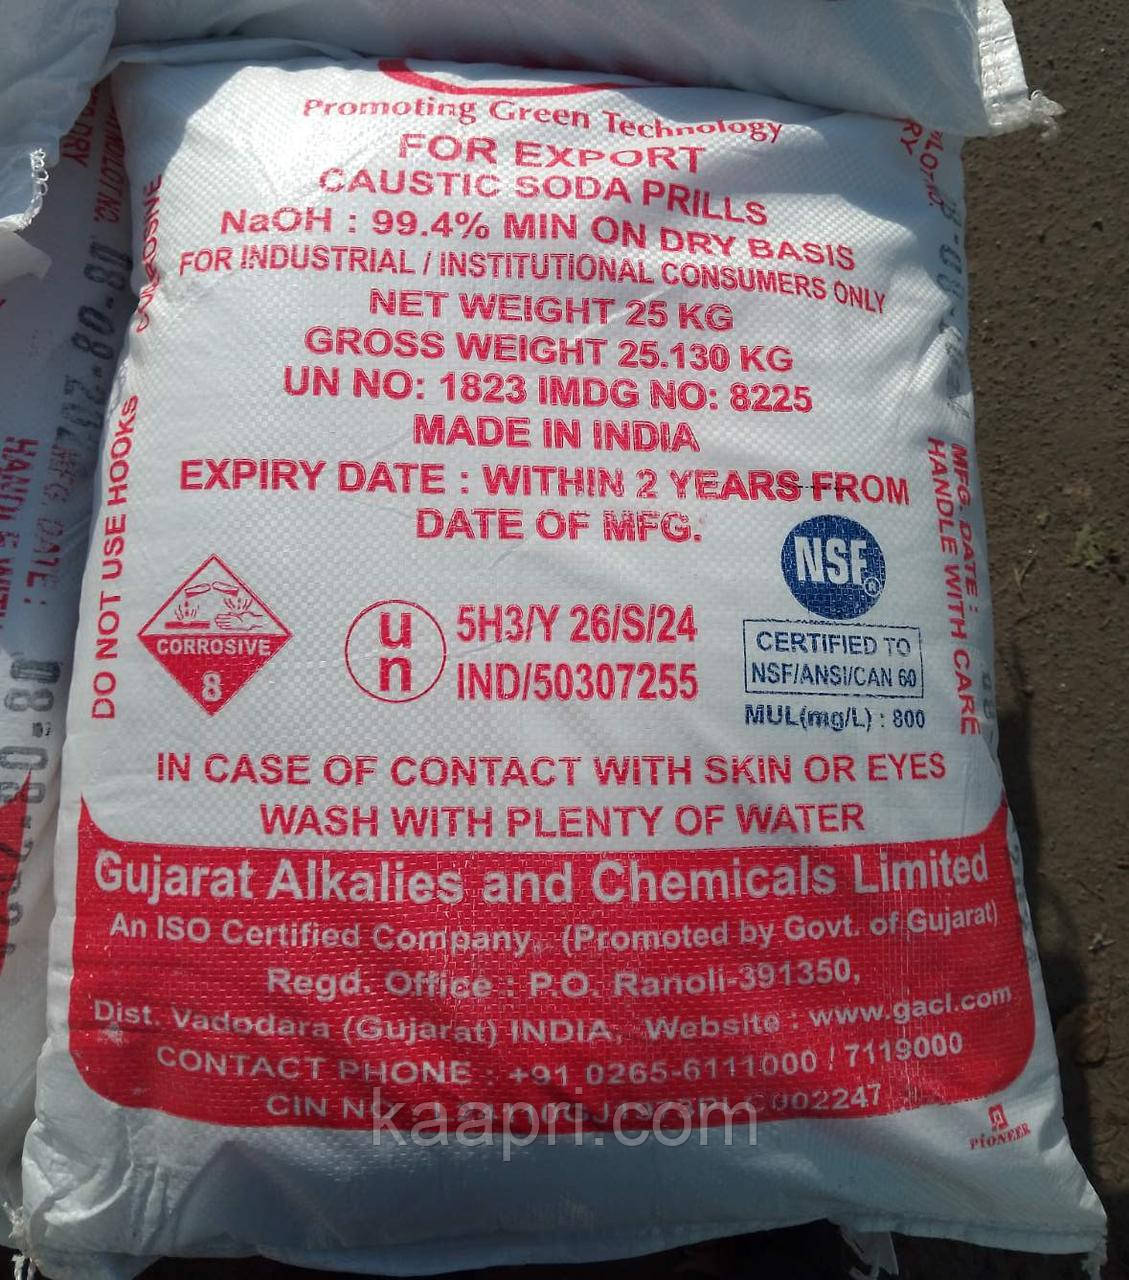 Promoting Green Technology
FOR EXPORT
CAUSTIC SODA PRILLS
NaOH : 99.4% MIN ON DRY BASIS
FOR INDUSTRIAL / INSTITUTIONAL CONSUMERS ONLY
NET WEIGHT 25 KG
GROSS WEIGHT 25.130 KG
UN NO: 1823 IMDG NO: 8225
MADE IN INDIA
EXPIRY DATE : WITHIN 2 YEARS FROM
DATE OF MFG.
NSF®
CERTIFIED TO
NSF/ANSI/CAN 60
MUL(mg/L) : 800
CORROSIVE
8
un
5H3/Y 26/S/24
IND/50307255
IN CASE OF CONTACT WITH SKIN OR EYES
WASH WITH PLENTY OF WATER
Gujarat Alkalies and Chemicals Limited
An ISO Certified Company, (Promoted by Govt. of Gujarat)
Regd. Office : P.O. Ranoli-391350,
Dist. Vadodara (Gujarat) INDIA, Website : www.gacl.com
CONTACT PHONE : +91 0265-6111000 / 7119000
CIN
PIONEER
kaapri.com
DO NOT USE HOOKS
MFG. DATE :
HANDLE WITH CARE
MFG. DATE :